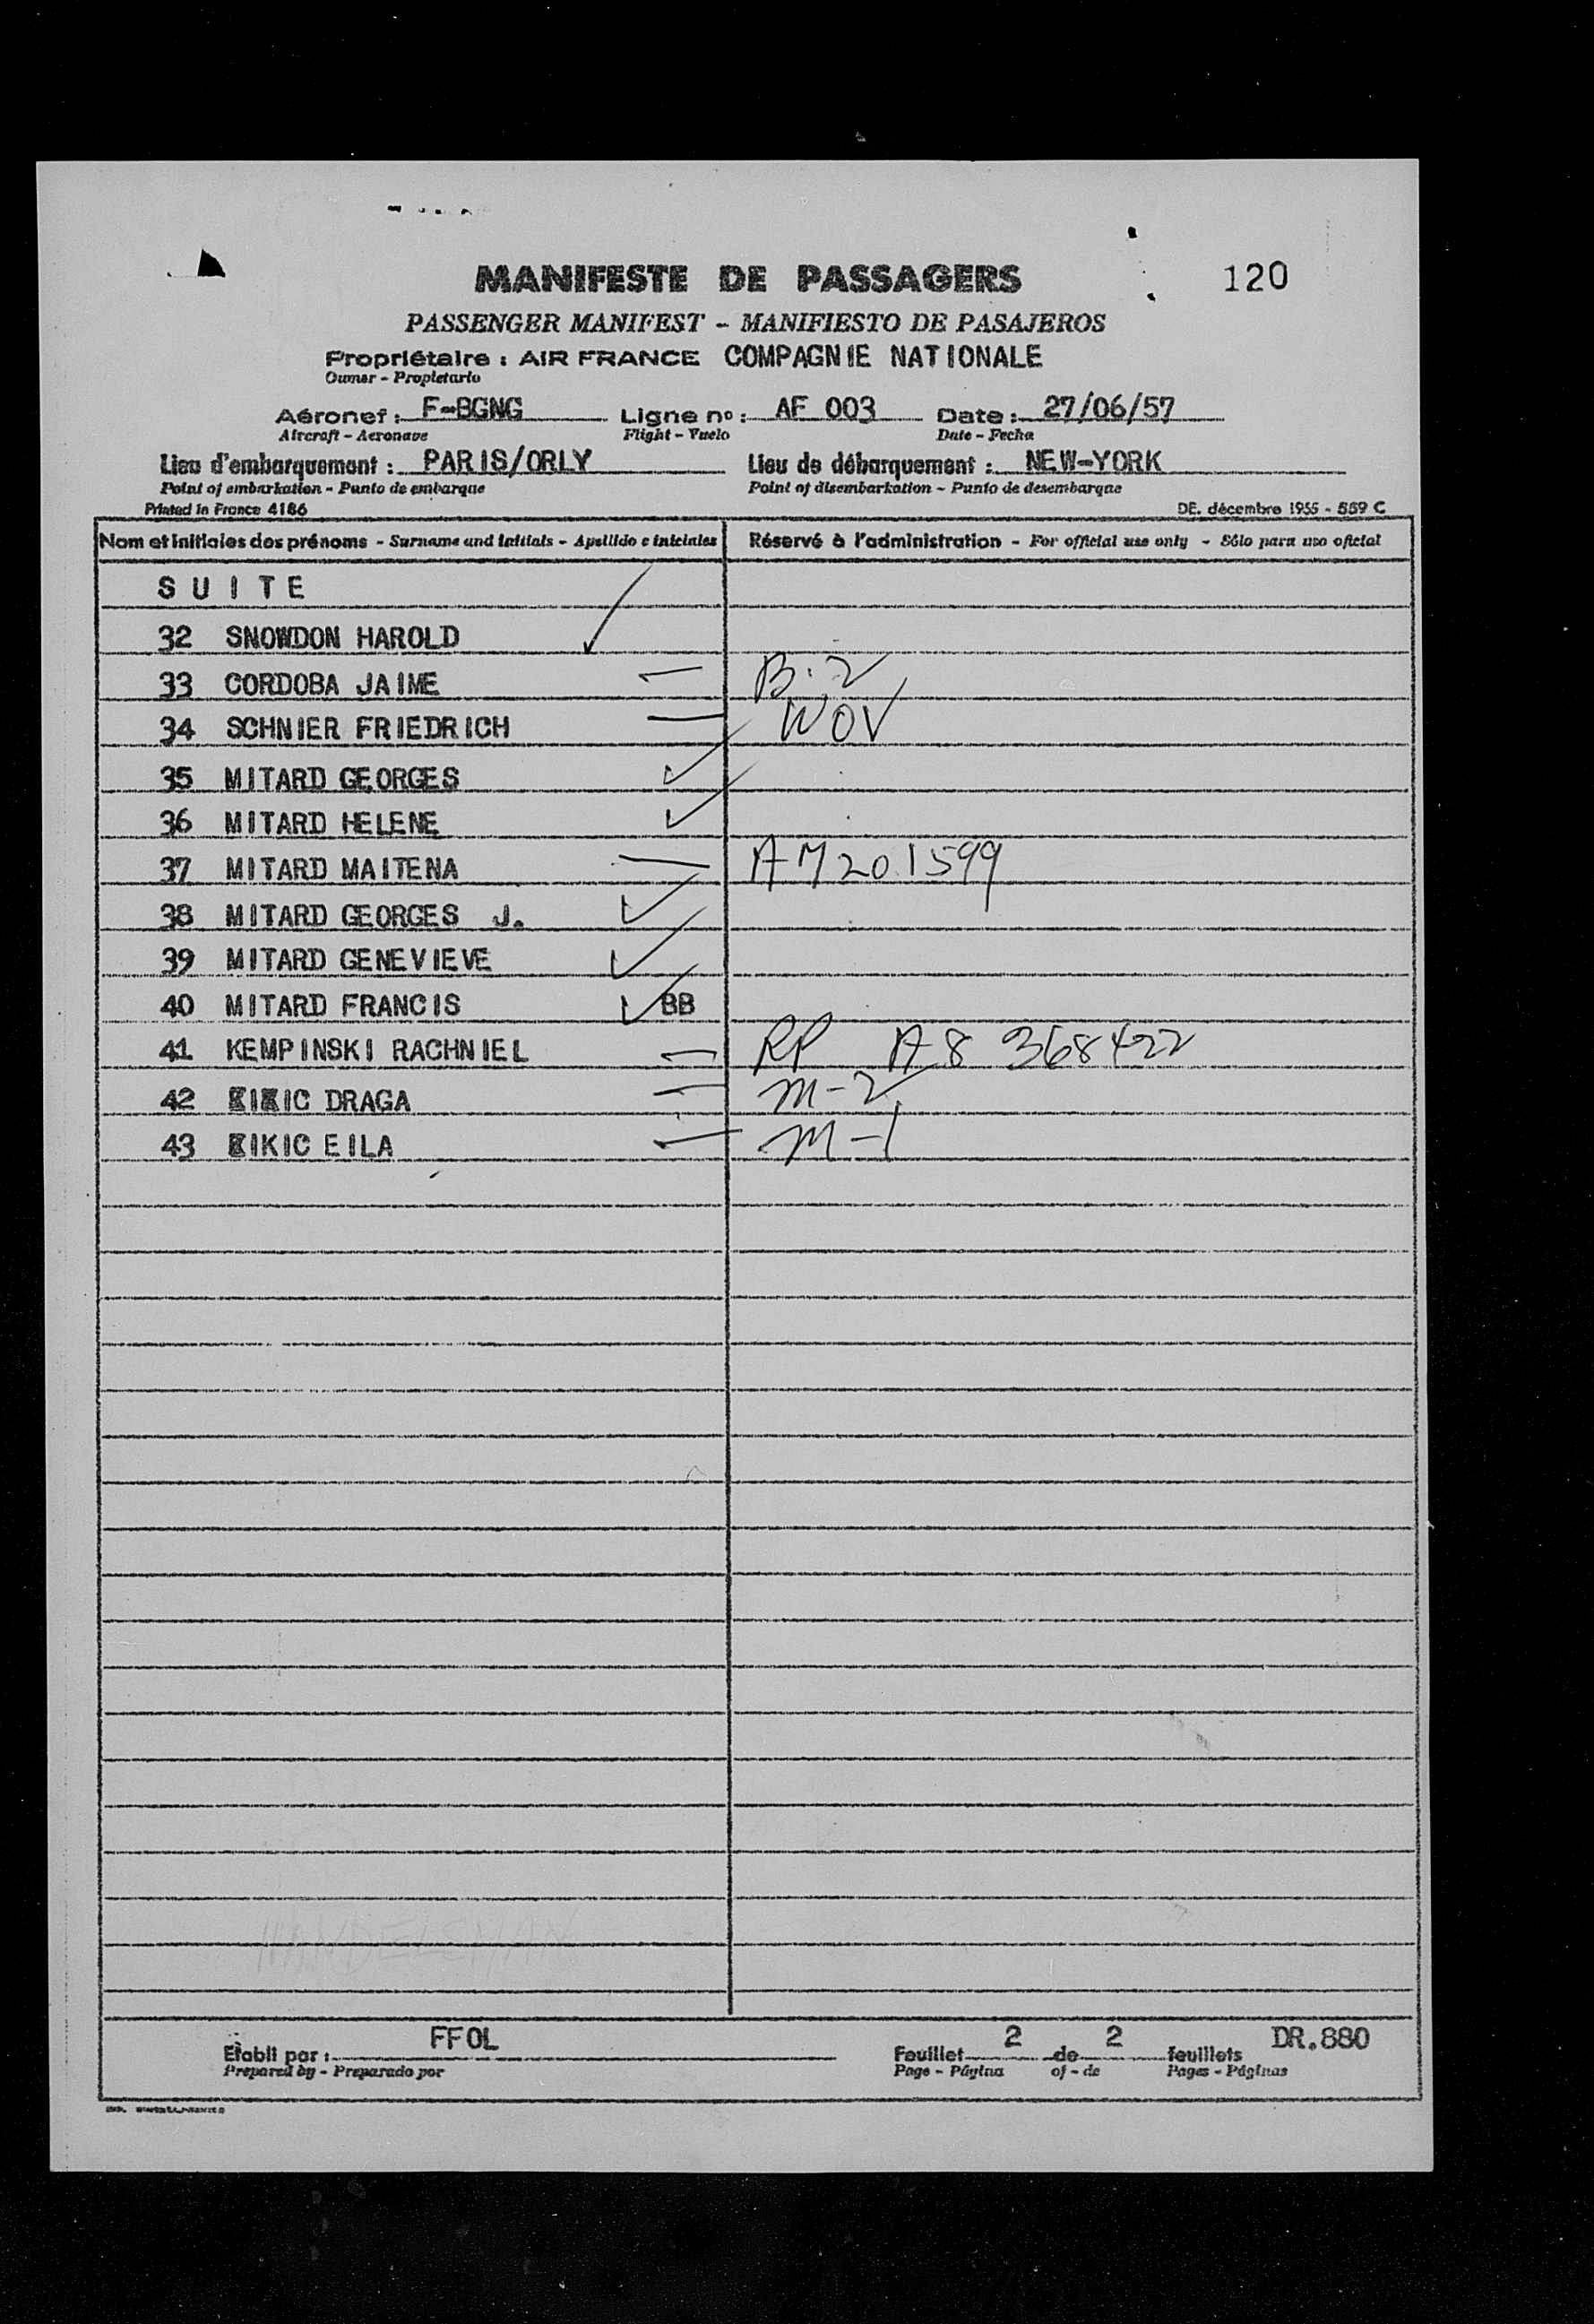 MANIFESTE DE PASSAGERS 120
PASSENGER MANIFEST - MANIFIESTO DE PASAJEROS
Propriétaire : AIR FRANCE COMPAGNIE NATIONALE
Owner - Propietario
Aéronef : F-BGNG Ligne nº : AF 003 Date : 27/06/57
Aircraft - Aeronave Flight - Vuelo Date - Fecha
Lieu d'embarquement : PARIS/ORLY Lieu de débarquement : NEW-YORK
Point of embarkation - Punto de embarque Point of disembarkation - Punto de desembarque
Printed in France 4186 DE. décembre 1955 - 559 C
Nom et initiales des prénoms - Surname and initials - Apellido e iniciales Réservé à l'administration - For official use only - Sólo para uso oficial
SUITE
32 SNOWDON HAROLD
33 CORDOBA JAIME B-2
34 SCHNIER FRIEDRICH WOV
35 MITARD GEORGES
36 MITARD HELENE
37 MITARD MAITENA AM 201599
38 MITARD GEORGES J.
39 MITARD GENEVIEVE
40 MITARD FRANCIS BB
41 KEMPINSKI RACHNIEL RP A8 368422
42 KIKIC DRAGA M-2
43 KIKIC EILA M-1
HANDELSMAN
Etabli par : FFOL Feuillet 2 de 2 feuillets DR.880
Prepared by - Preparado por Page - Página of - de Pages - Páginas